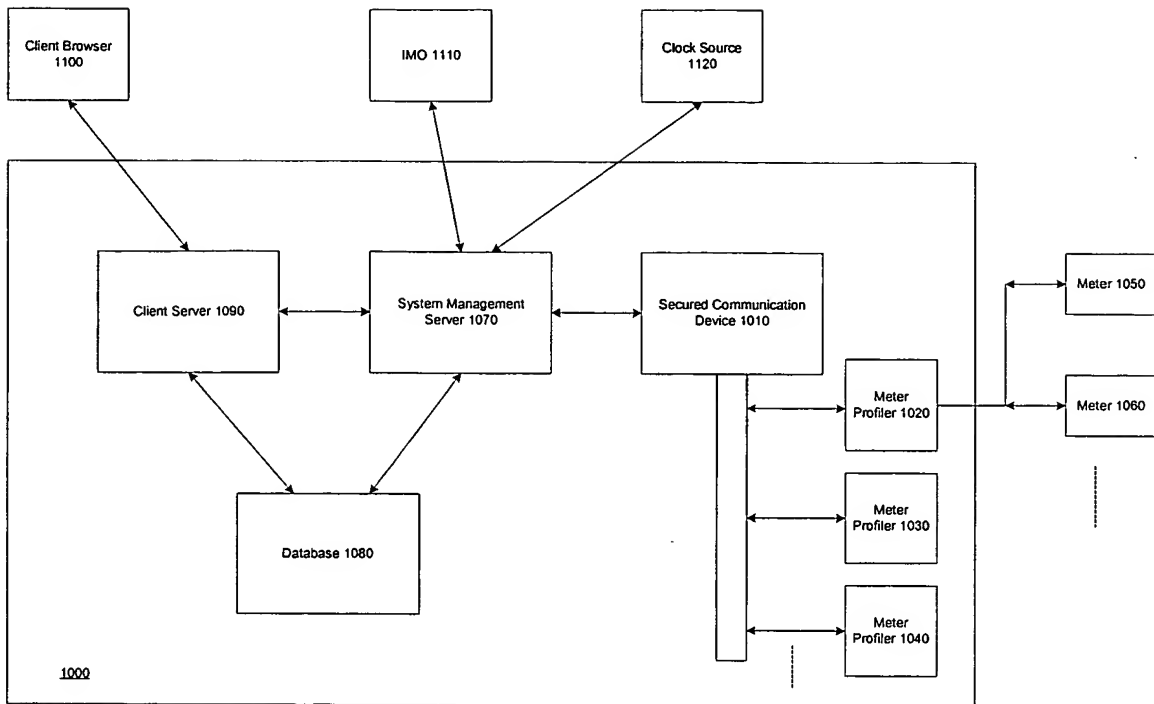 Client Browser
1100
IMO 1110
Clock Source
1120
Client Server 1090
System Management
Server 1070
Secured Communication
Device 1010
Meter 1050
Meter
Profiler 1020
Meter 1060
Meter
Profiler 1030
Database 1080
Meter
Profiler 1040
1000